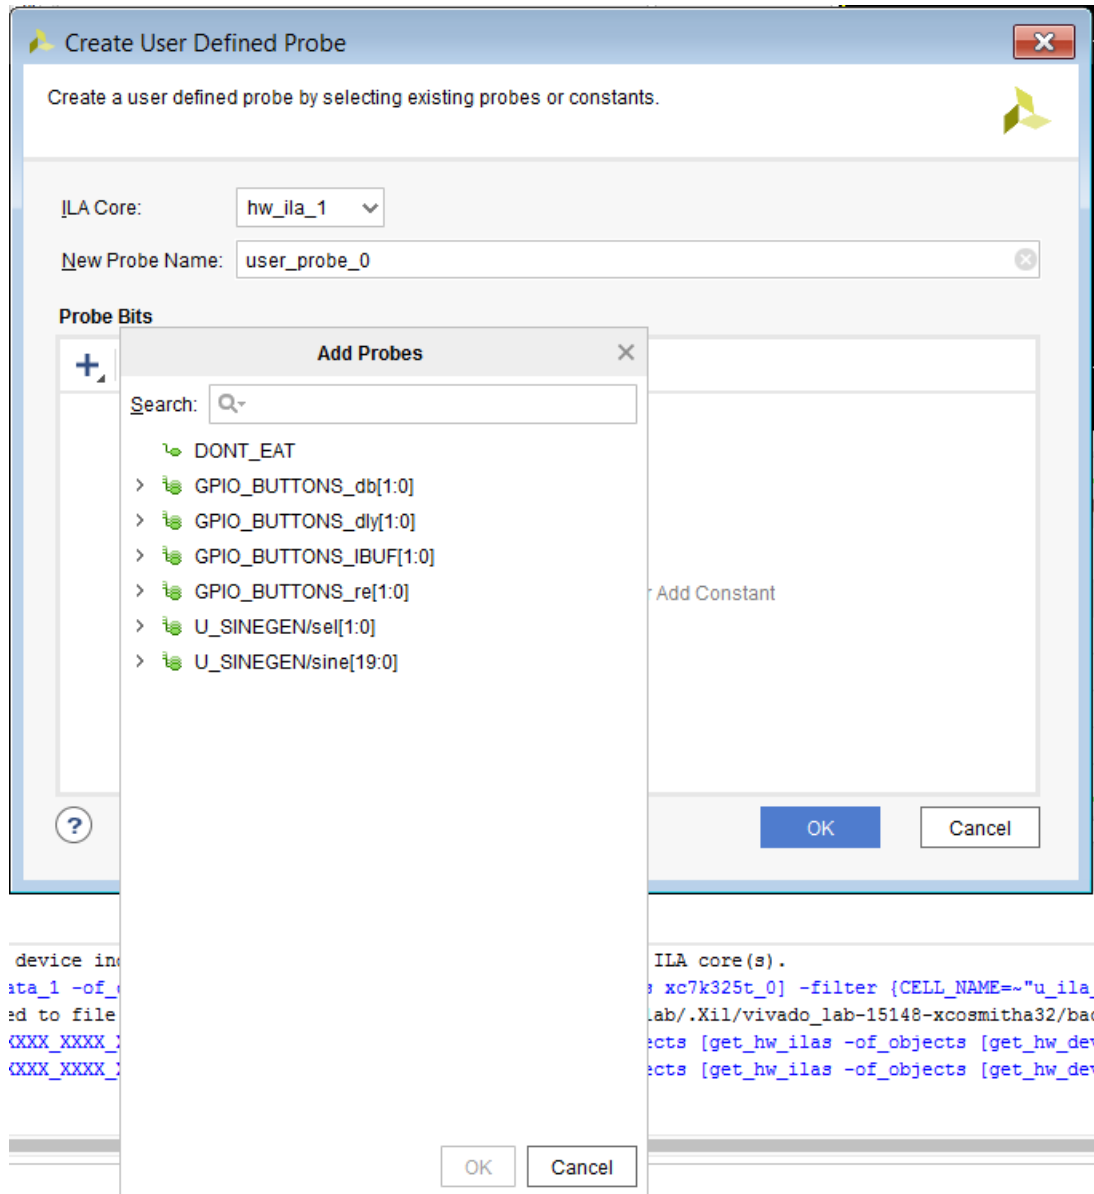 Create User Defined Probe
Create a user defined probe by selecting existing probes or constants.
ILA Core: hw_ila_1
New Probe Name: user_probe_0
Probe Bits
Add Probes
Search:
DONT_EAT
GPIO_BUTTONS_db[1:0]
GPIO_BUTTONS_dly[1:0]
GPIO_BUTTONS_IBUF[1:0]
GPIO_BUTTONS_re[1:0]
Add Constant
U_SINEGEN/sel[1:0]
U_SINEGEN/sine[19:0]
?
OK Cancel
device ILA core(s).
ata_1 -of_ xc7k325t_0] -filter {CELL_NAME=~"u_ila_
ed to file lab/.Xil/vivado_lab-15148-xcosmitha32/bac
XXXX_XXXX_ ects [get_hw_ilas -of_objects [get_hw_dev
XXXX_XXXX_ ects [get_hw_ilas -of_objects [get_hw_dev
OK Cancel